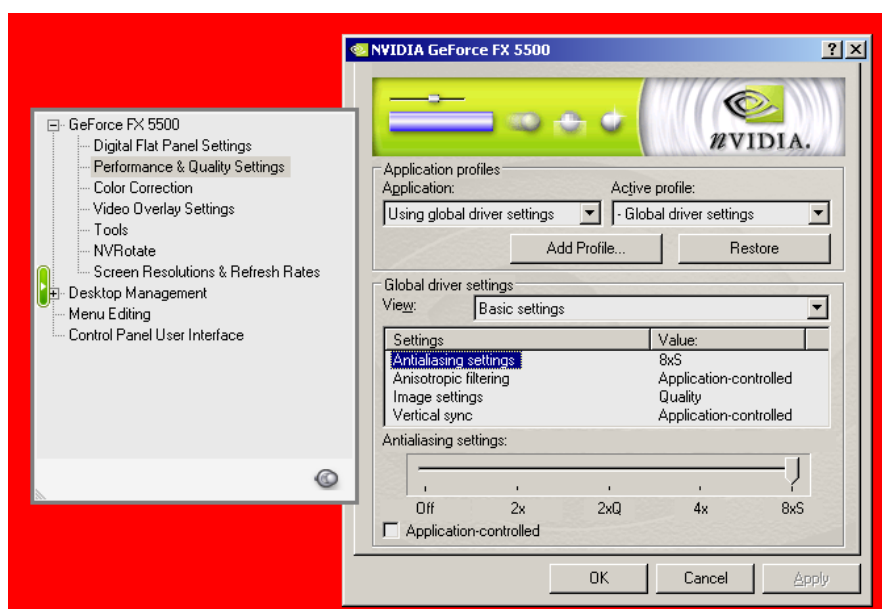 GeForce FX 5500
Digital Flat Panel Settings
Performance & Quality Settings
Color Correction
Video Overlay Settings
Tools
NVRotate
Screen Resolutions & Refresh Rates
Desktop Management
Menu Editing
Control Panel User Interface
NVIDIA GeForce FX 5500
nVIDIA.
Application profiles
Application: Active profile:
Using global driver settings - Global driver settings
Add Profile... Restore
Global driver settings
View: Basic settings
Settings Value:
Antialiasing settings 8xS
Anisotropic filtering Application-controlled
Image settings Quality
Vertical sync Application-controlled
Antialiasing settings:
Off 2x 2xQ 4x 8xS
Application-controlled
OK Cancel Apply